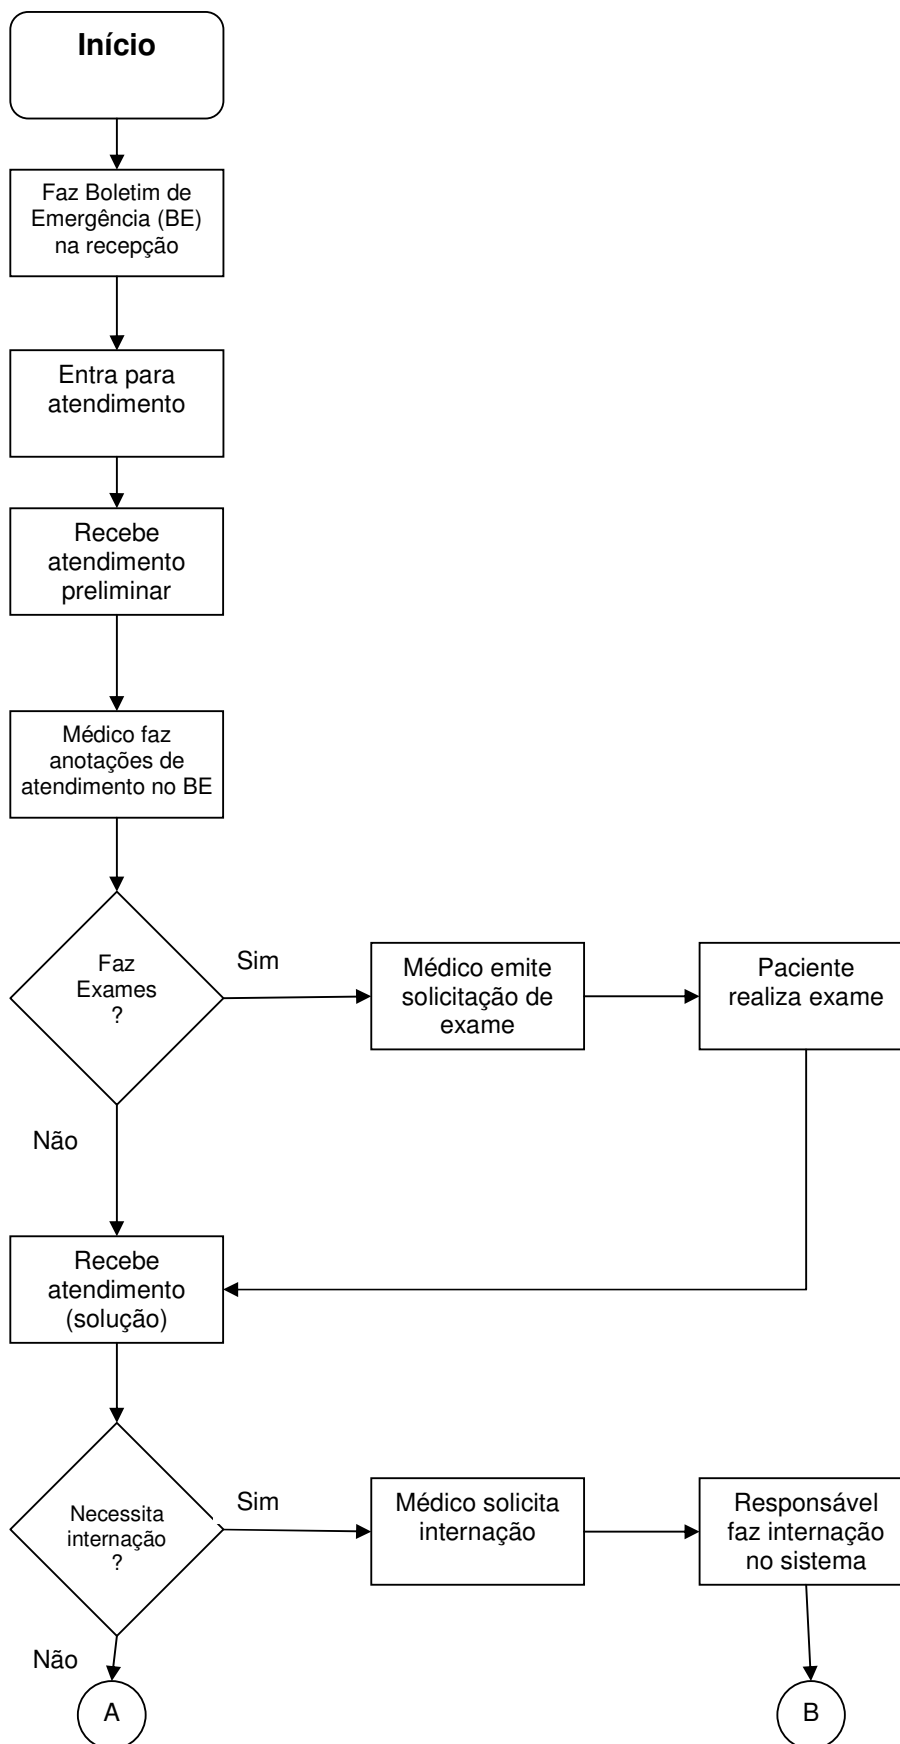 Início
Faz Boletim de
Emergência (BE)
na recepção
Entra para
atendimento
Recebe
atendimento
preliminar
Médico faz
anotações de
atendimento no BE
Faz
Exames
?
Sim
Médico emite
solicitação de
exame
Paciente
realiza exame
Não
Recebe
atendimento
(solução)
Necessita
internação
?
Sim
Médico solicita
internação
Responsável
faz internação
no sistema
Não
A
B